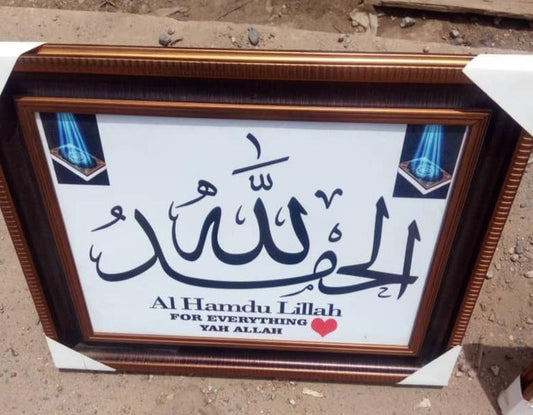 الحمد لله
Al Hamdu Lillah
FOR EVERYTHING
YAH ALLAH